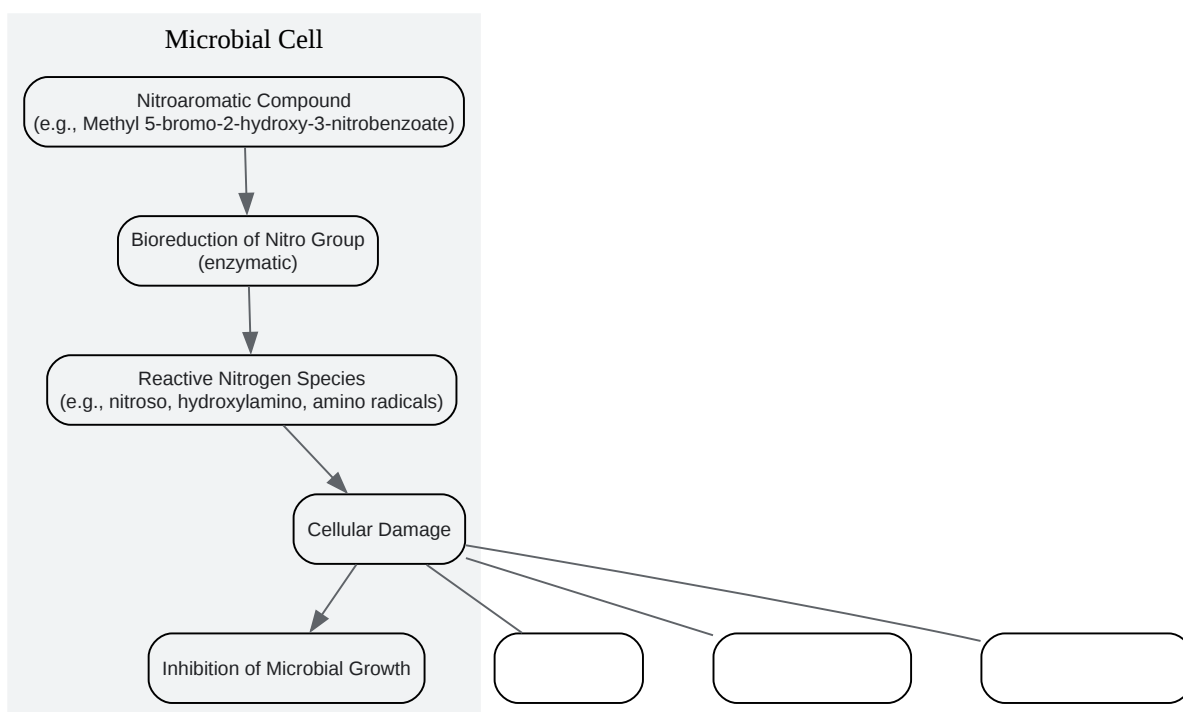 Microbial Cell
Nitroaromatic Compound
(e.g., Methyl 5-bromo-2-hydroxy-3-nitrobenzoate)
Bioreduction of Nitro Group
(enzymatic)
Reactive Nitrogen Species
(e.g., nitroso, hydroxylamino, amino radicals)
Cellular Damage
Inhibition of Microbial Growth